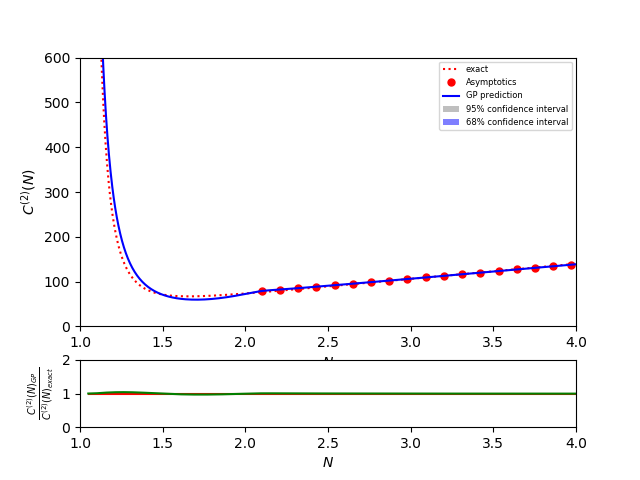 600
500
400
300
200
100
0
C^{(2)}(N)
exact
Asymptotics
GP prediction
95% confidence interval
68% confidence interval
1.0 1.5 2.0 2.5 3.0 3.5 4.0
N
2
1
0
C^{(2)}(N)_{GP}
C^{(2)}(N)_{exact}
1.0 1.5 2.0 2.5 3.0 3.5 4.0
N